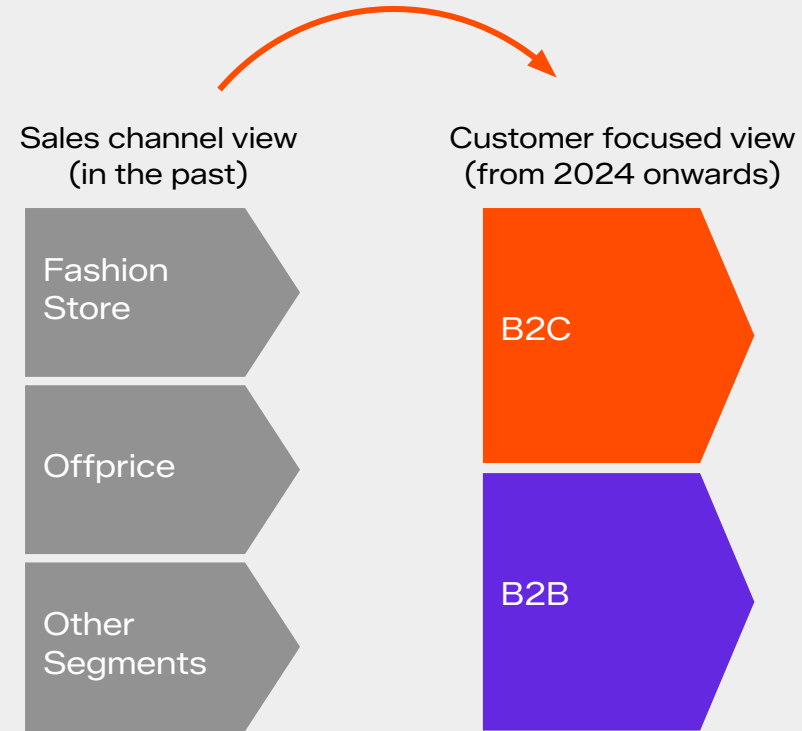 Sales channel view
(in the past)
Fashion
Store
Offprice
Other
Segments
Customer focused view
(from 2024 onwards)
B2C
B2B